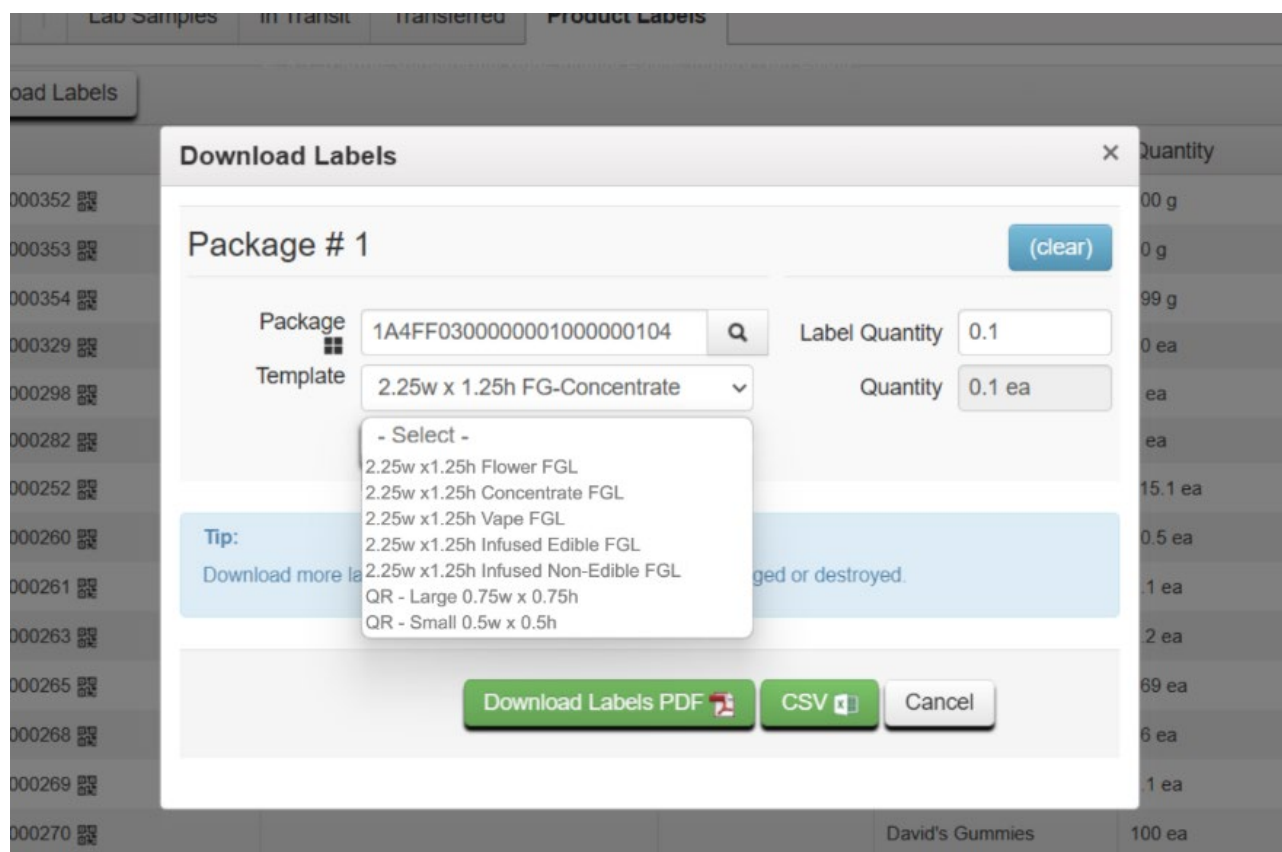 Lab Samples In Transit Transferred Product Labels
oad Labels
Download Labels ×
Quantity
000352 00 g
Package # 1 (clear)
000353 0 g
000354 99 g
Package 1A4FF0300000001000000104 Label Quantity 0.1
000329 0 ea
Template 2.25w x 1.25h FG-Concentrate Quantity 0.1 ea
000298 ea
- Select -
000282 ea
2.25w x1.25h Flower FGL
2.25w x1.25h Concentrate FGL
000252 15.1 ea
2.25w x1.25h Vape FGL
000260 Tip: 0.5 ea
2.25w x1.25h Infused Edible FGL
Download more la ged or destroyed.
2.25w x1.25h Infused Non-Edible FGL
000261 .1 ea
QR - Large 0.75w x 0.75h
QR - Small 0.5w x 0.5h
000263 .2 ea
000265 69 ea
Download Labels PDF CSV Cancel
000268 6 ea
000269 .1 ea
000270 David's Gummies 100 ea